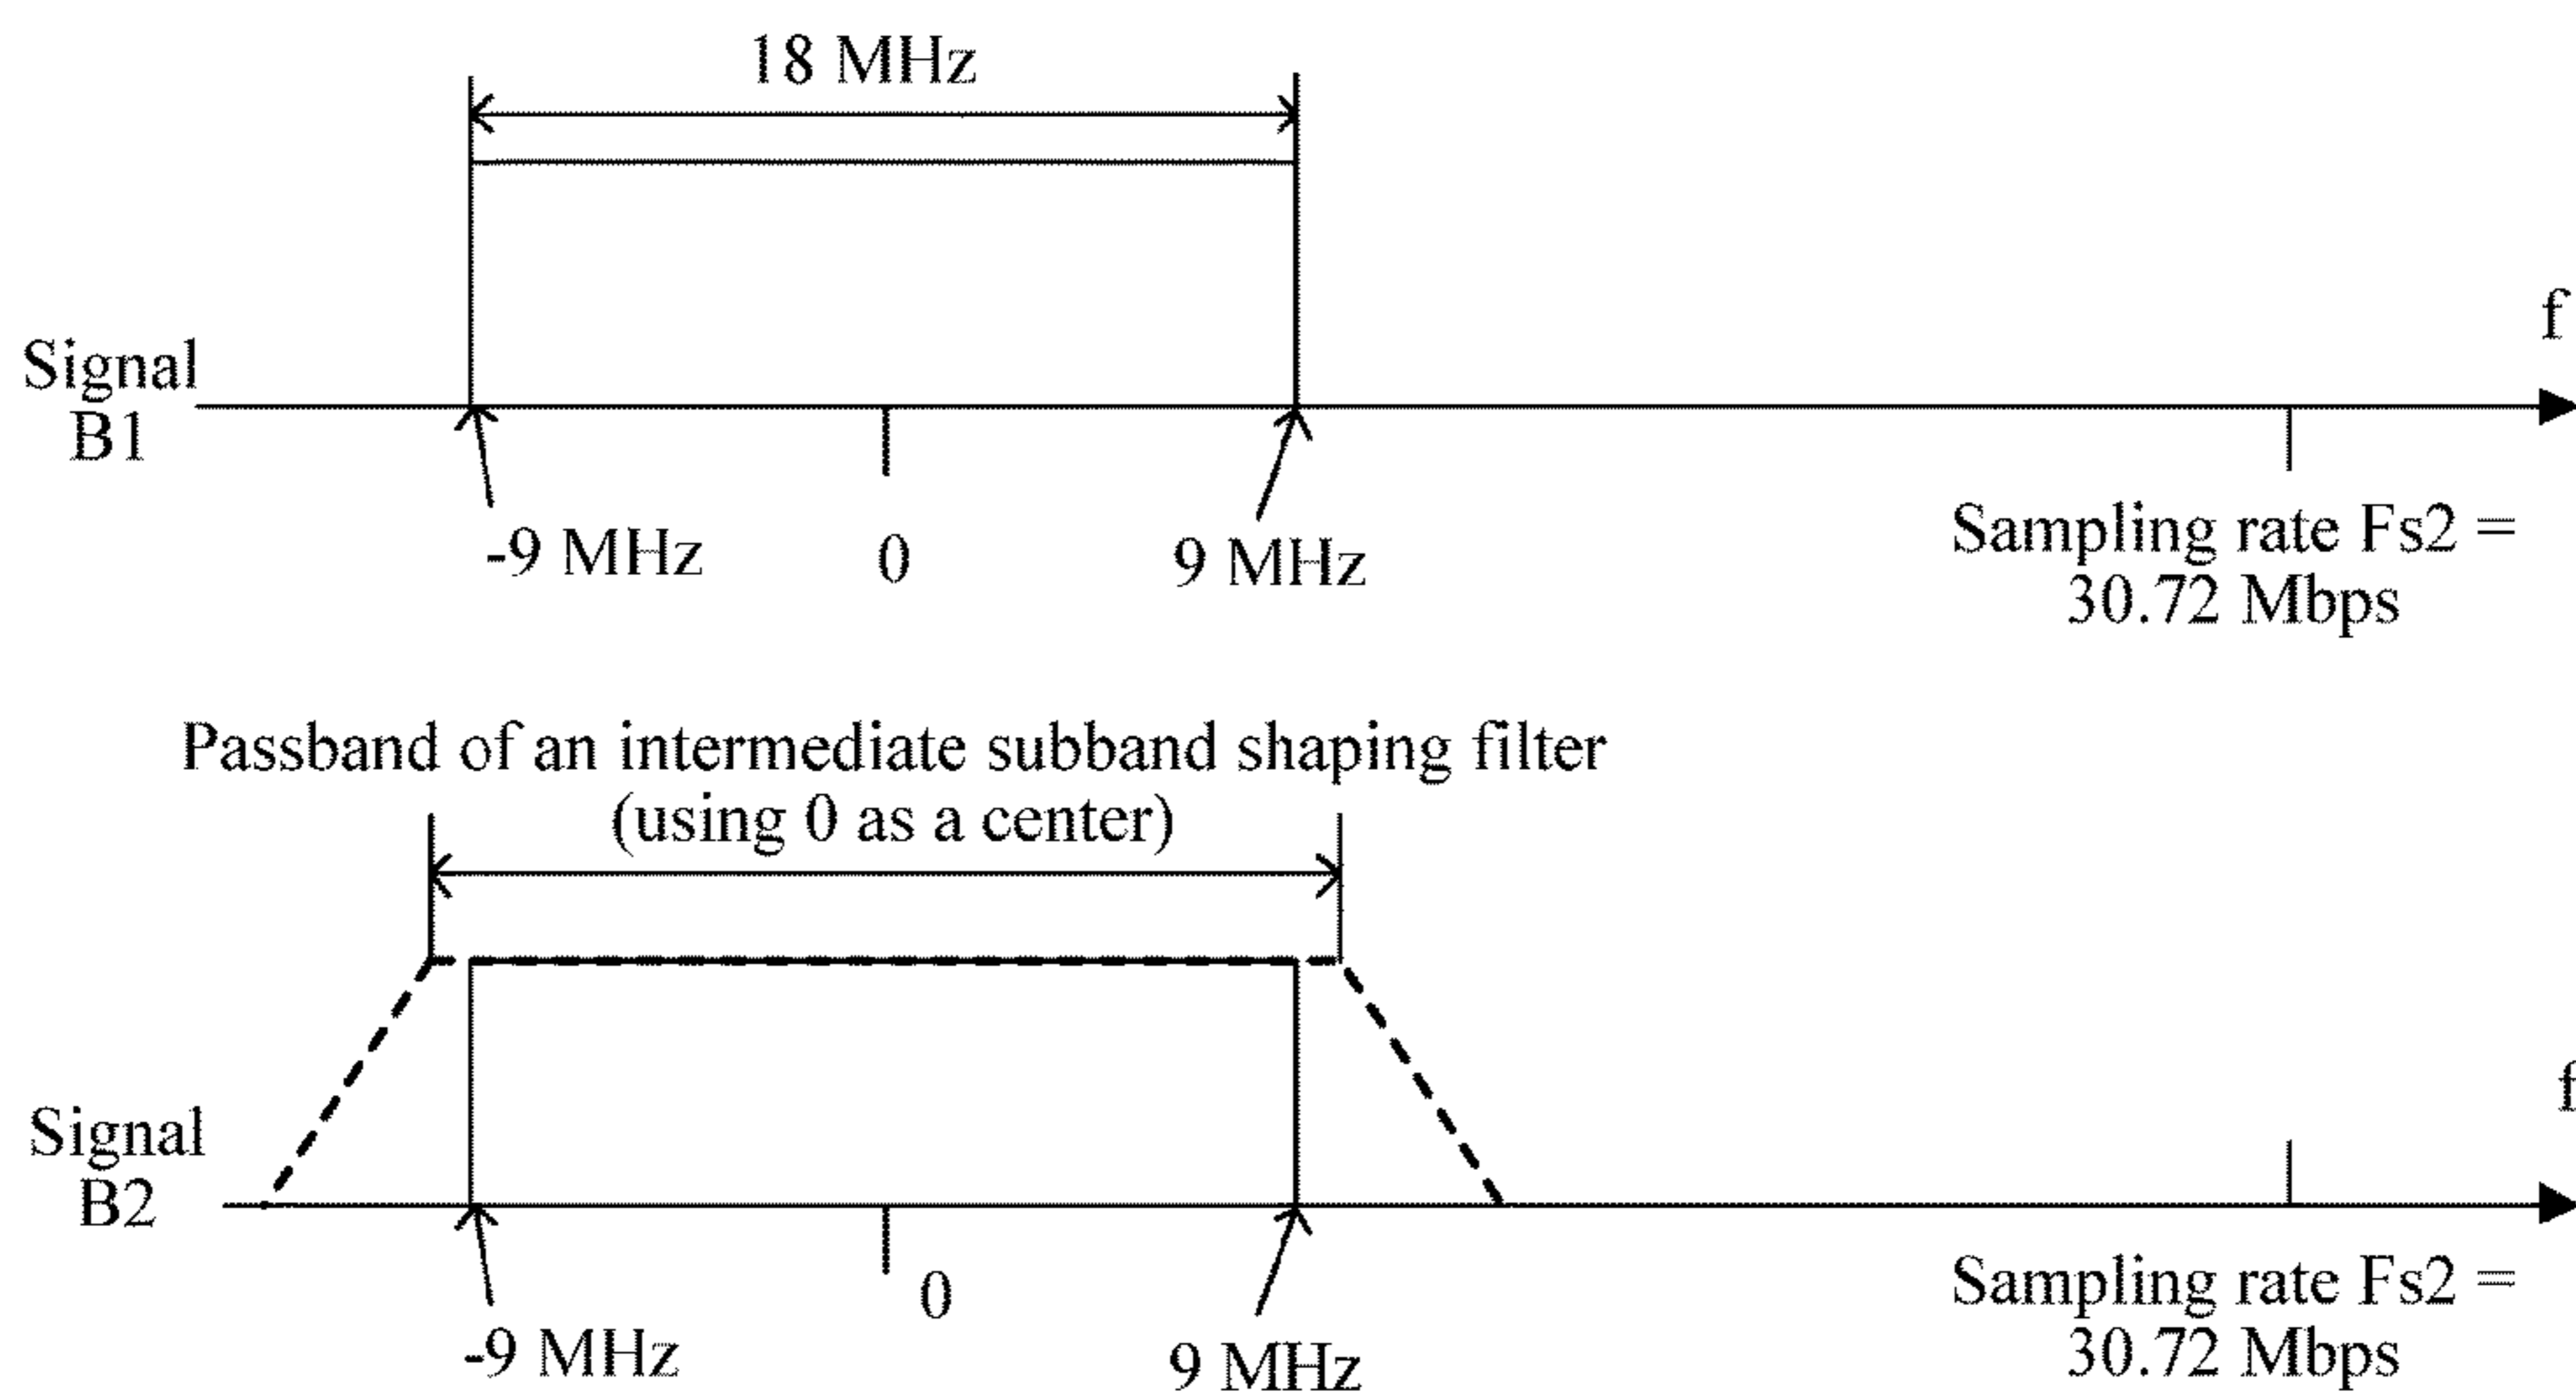 18 MHz
f
Signal
B1
-9 MHz
0
9 MHz
Sampling rate Fs2 =
30.72 Mbps
Passband of an intermediate subband shaping filter
(using 0 as a center)
f
Signal
B2
-9 MHz
0
9 MHz
Sampling rate Fs2 =
30.72 Mbps